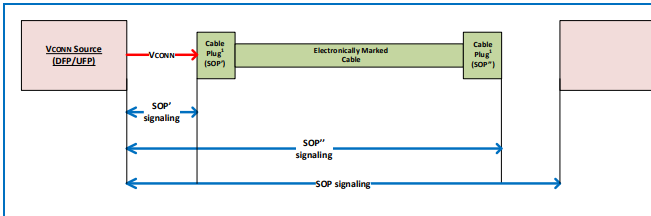 VCONN Source
(DFP/UFP)
VCONN
Cable
Plug1
(SOP')
Electronically Marked
Cable
Cable
Plug1
(SOP'')
SOP'
signaling
SOP''
signaling
SOP signaling